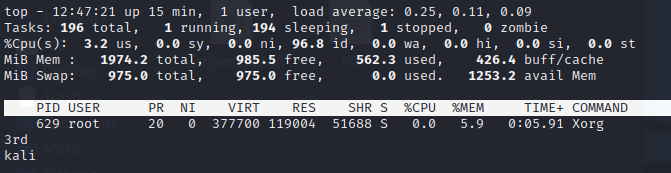 top - 12:47:21 up 15 min,  1 user,  load average: 0.25, 0.11, 0.09
Tasks: 196 total,   1 running, 194 sleeping,   1 stopped,   0 zombie
%Cpu(s):  3.2 us,  0.0 sy,  0.0 ni, 96.8 id,  0.0 wa,  0.0 hi,  0.0 si,  0.0 st
MiB Mem :   1974.2 total,    985.5 free,    562.3 used,    426.4 buff/cache
MiB Swap:    975.0 total,    975.0 free,      0.0 used.   1253.2 avail Mem
PID USER      PR  NI    VIRT    RES    SHR S  %CPU  %MEM     TIME+ COMMAND
629 root      20   0  377700 119004  51688 S   0.0   5.9   0:05.91 Xorg
3rd
kali